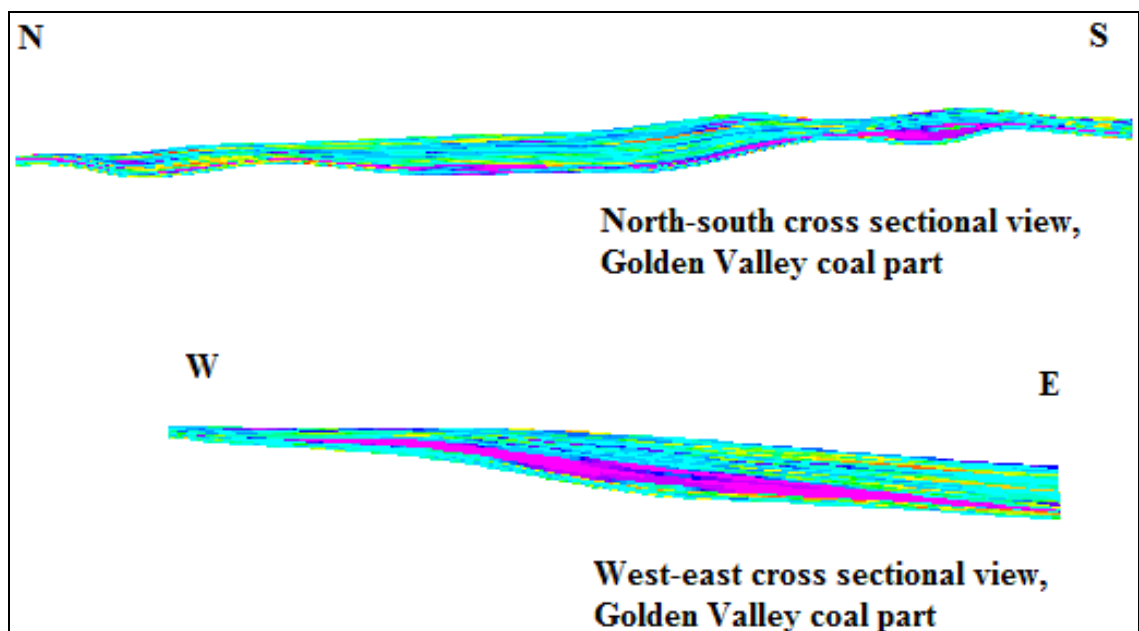 N
S
North-south cross sectional view,
Golden Valley coal part
W
E
West-east cross sectional view,
Golden Valley coal part